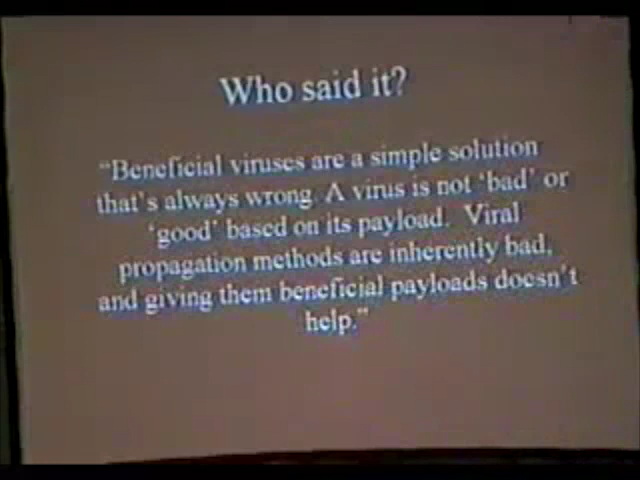 Who said it?
"Beneficial viruses are a simple solution
that's always wrong. A virus is not 'bad' or
'good' based on its payload. Viral
propagation methods are inherently bad,
and giving them beneficial payloads doesn't
help."